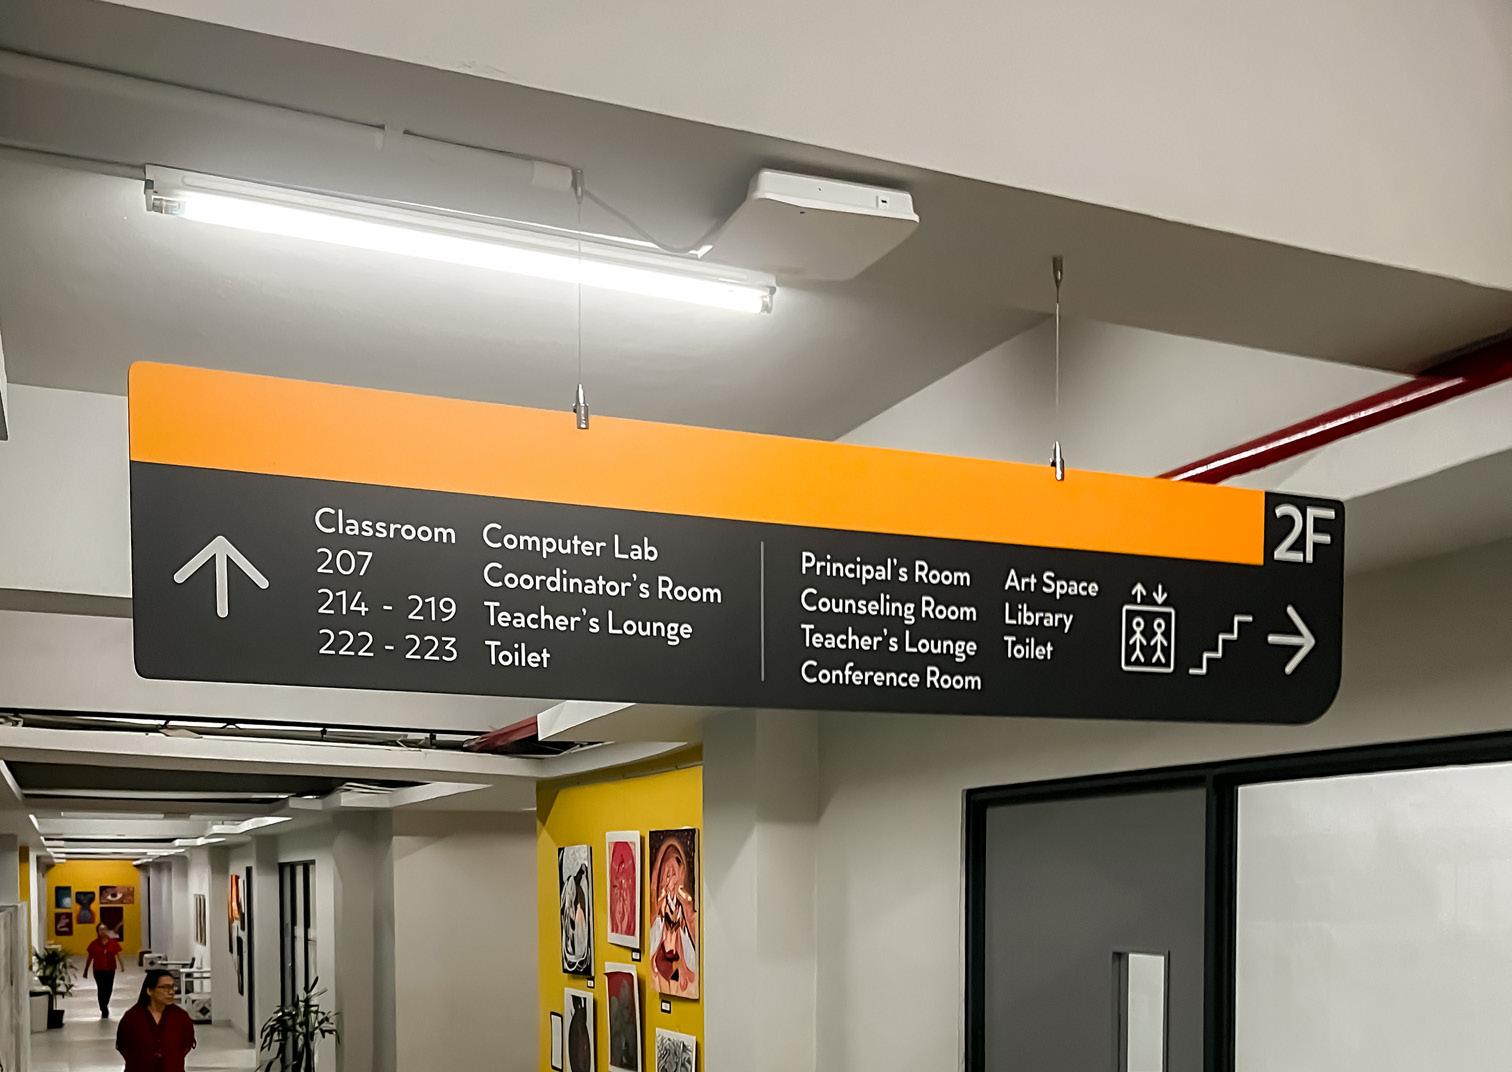 2F
Classroom
207
214 - 219
222 - 223
Computer Lab
Coordinator's Room
Teacher's Lounge
Toilet
Principal's Room
Counseling Room
Teacher's Lounge
Conference Room
Art Space
Library
Toilet